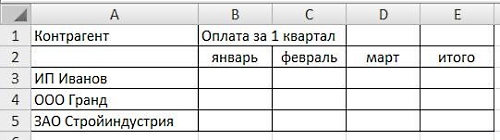 A B C D E
1 Контрагент Оплата за 1 квартал
2 январь февраль март итого
3 ИП Иванов
4 ООО Гранд
5 ЗАО Стройиндустрия